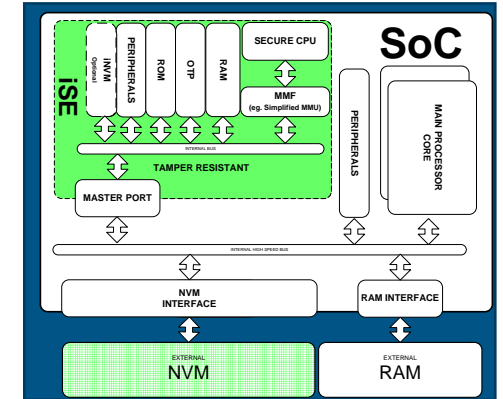 iSE
Optional
iNVM
PERIPHERALS
ROM
OTP
RAM
SECURE CPU
MMF
(eg. Simplified MMU)
INTERNAL BUS
TAMPER RESISTANT
MASTER PORT
SoC
PERIPHERALS
MAIN PROCESSOR
CORE
INTERNAL HIGH SPEED BUS
NVM
INTERFACE
RAM INTERFACE
EXTERNAL
NVM
EXTERNAL
RAM